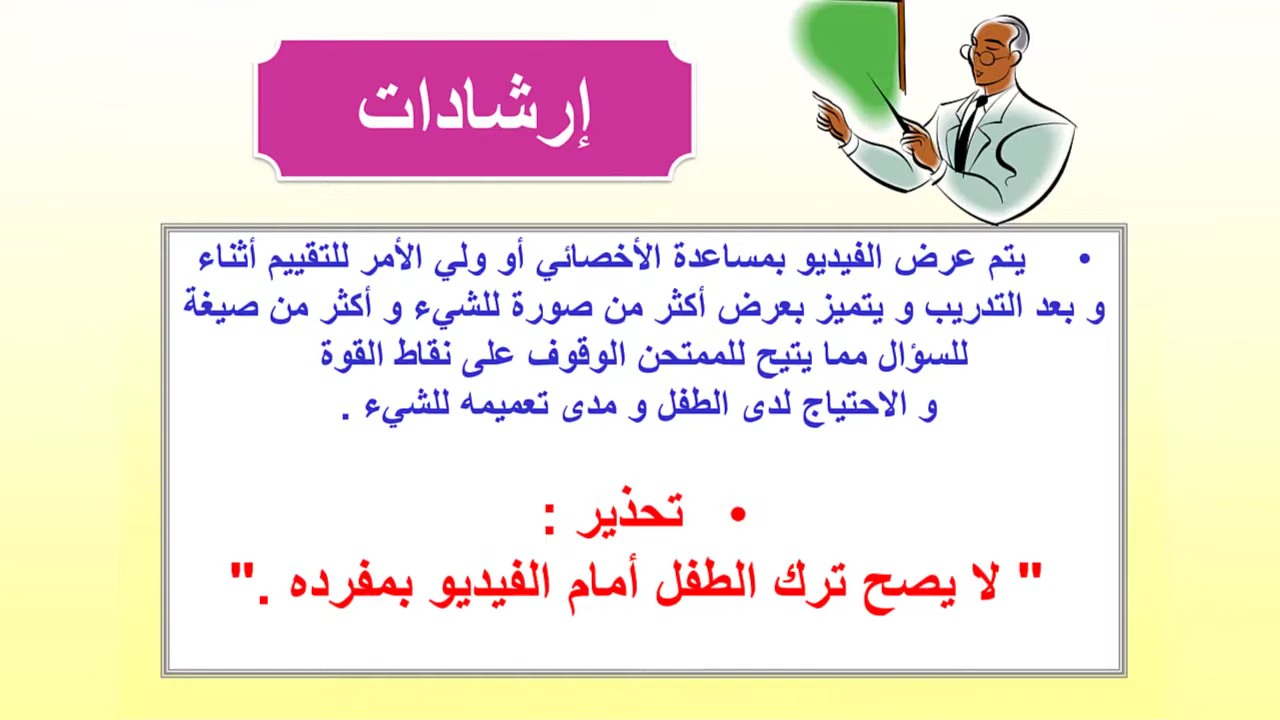 إرشادات
• يتم عرض الفيديو بمساعدة الأخصائي أو ولي الأمر للتقييم أثناء
و بعد التدريب و يتميز بعرض أكثر من صورة للشيء و أكثر من صيغة
للسؤال مما يتيح للممتحن الوقوف على نقاط القوة
و الاحتياج لدى الطفل و مدى تعميمه للشيء .
• تحذير :
" لا يصح ترك الطفل أمام الفيديو بمفرده ."